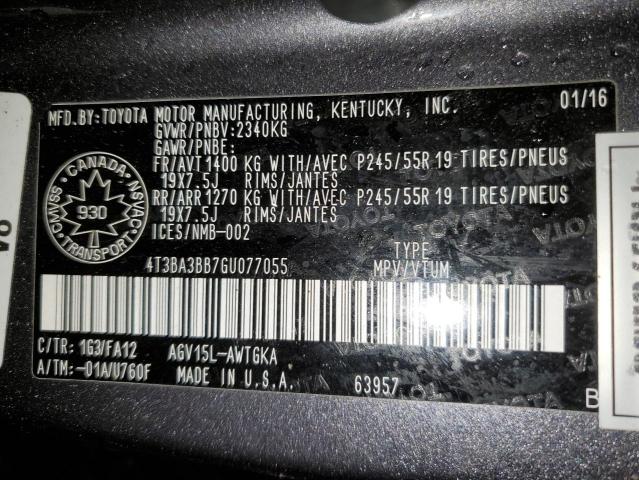 MFD.BY:TOYOTA MOTOR MANUFACTURING, KENTUCKY, INC. 01/16
GVWR/PNBV:2340KG
GAWR/PNBE:
FR/AVT 1400 KG WITH/AVEC P245/55R 19 TIRES/PNEUS
19X7.5J RIMS/JANTES
RR/ARR 1270 KG WITH/AVEC P245/55R 19 TIRES/PNEUS
19X7.5J RIMS/JANTES
ICES/NMB-002
CANADA
CMVSS NSVAC
930
TRANSPORT
TYPE
4T3BA3BB7GU077055 MPV/VTUM
C/TR: 1G3/FA12 AGV15L-AWTGKA
A/TM: -01A/U760F MADE IN U.S.A. 63957
B
TOYOTA